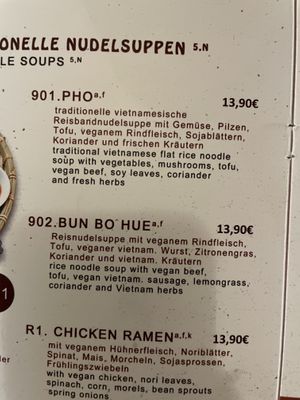 ONELLE NUDELSUPPEN 5,N
LE SOUPS 5,N
901.PHOa,f 13,90€
traditionelle vietnamesische
Reisbandnudelsuppe mit Gemüse, Pilzen,
Tofu, veganem Rindfleisch, Sojablättern,
Koriander und frischen Kräutern
traditional vietnamese flat rice noodle
soup with vegetables, mushrooms, tofu,
vegan beef, soy leaves, coriander
and fresh herbs
902.BUN BO HUEa,f 13,90€
Reisnudelsuppe mit veganem Rindfleisch,
Tofu, veganer vietnam. Wurst, Zitronengras,
Koriander und vietnam. Kräutern
rice noodle soup with vegan beef,
tofu, vegan vietnam. sausage, lemongrass,
coriander and Vietnam herbs
1
R1. CHICKEN RAMENa,f,k 13,90€
mit veganem Hühnerfleisch, Noriblätter,
Spinat, Mais, Morcheln, Sojasprossen,
Frühlingszwiebeln
with vegan chicken, nori leaves,
spinach, corn, morels, bean sprouts
spring onions